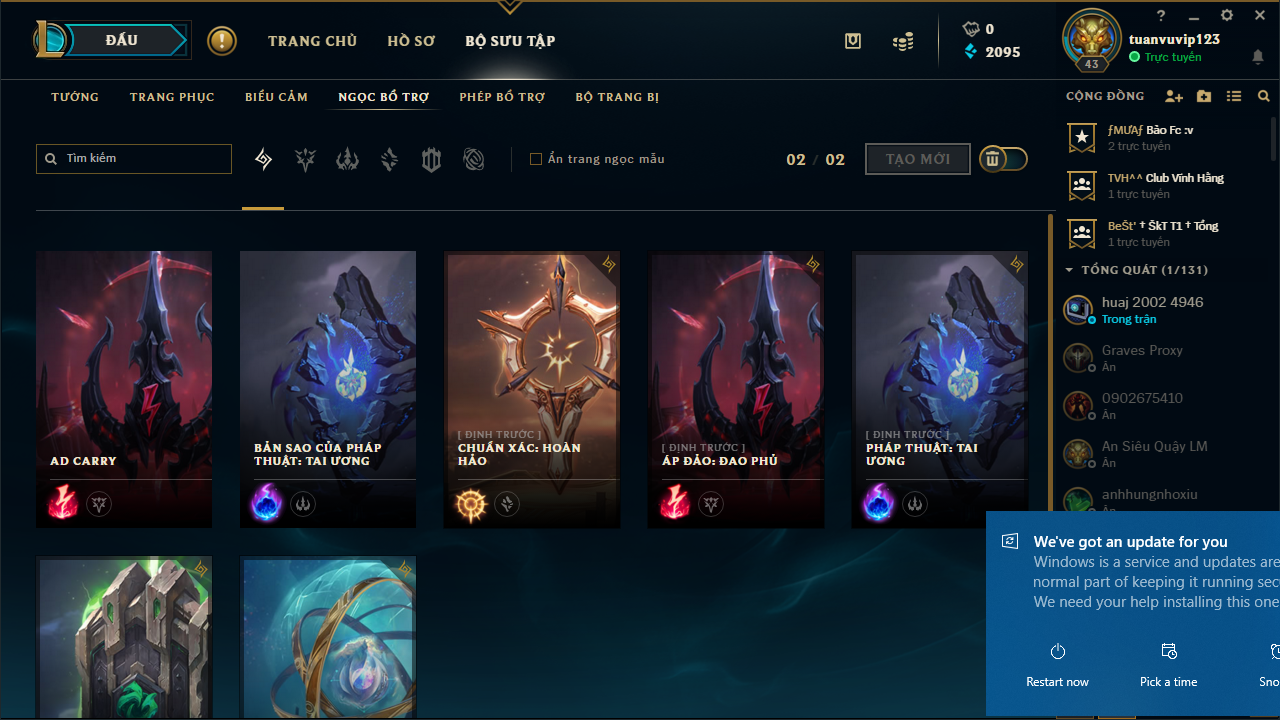 ĐẤU
TRANG CHỦ
HỒ SƠ
BỘ SƯU TẬP
0
2095
43
?
tuanvuvip123
Trực tuyến
TƯỚNG
TRANG PHỤC
BIỂU CẢM
NGỌC BỔ TRỢ
PHÉP BỔ TRỢ
BỘ TRANG BỊ
CỘNG ĐỒNG
Tìm kiếm
Ẩn trang ngọc mẫu
02 / 02
TẠO MỚI
ƒMƯAƒ Bảo Fc :v
2 trực tuyến
TVH^^ Club Vĩnh Hằng
1 trực tuyến
BeŠt' † ŠkT T1 † Tổng
1 trực tuyến
TỔNG QUÁT (1/131)
huaj 2002 4946
Trong trận
Graves Proxy
Ẩn
0902675410
Ẩn
An Siêu Quậy LM
Ẩn
anhhungnhoxiu
Ẩn
AD CARRY
BẢN SAO CỦA PHÁP
THUẬT: TAI ƯƠNG
[ ĐỊNH TRƯỚC ]
CHUẨN XÁC: HOÀN
HẢO
[ ĐỊNH TRƯỚC ]
ÁP ĐẢO: ĐAO PHỦ
[ ĐỊNH TRƯỚC ]
PHÁP THUẬT: TAI
ƯƠNG
We've got an update for you
Windows is a service and updates are
normal part of keeping it running sec
We need your help installing this one
Restart now
Pick a time
Sno